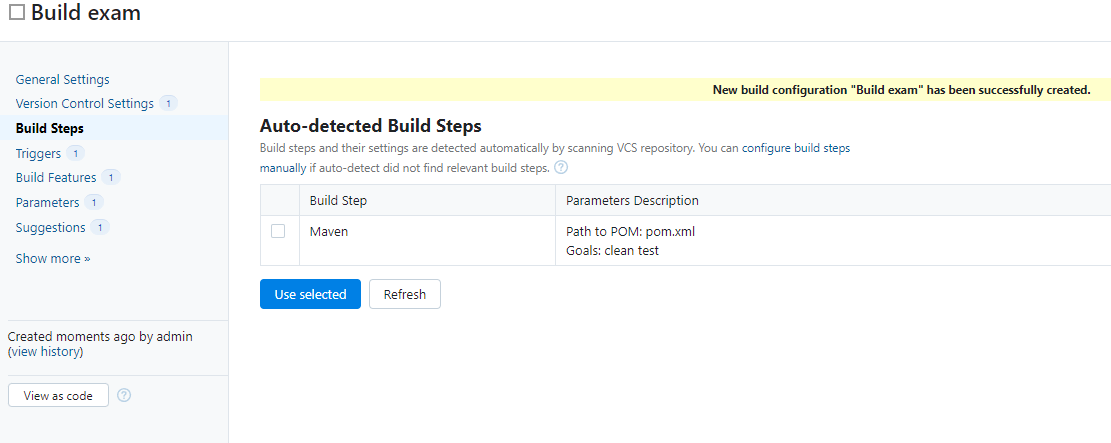 Build exam
General Settings
Version Control Settings 1
Build Steps
Triggers 1
Build Features 1
Parameters 1
Suggestions 1
Show more »
Created moments ago by admin
(view history)
View as code ?
New build configuration "Build exam" has been successfully created.
Auto-detected Build Steps
Build steps and their settings are detected automatically by scanning VCS repository. You can configure build steps
manually if auto-detect did not find relevant build steps. ?
Build Step Parameters Description
Maven Path to POM: pom.xml
Goals: clean test
Use selected Refresh